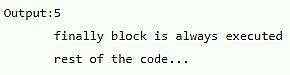 Output:5
finally block is always executed
rest of the code...